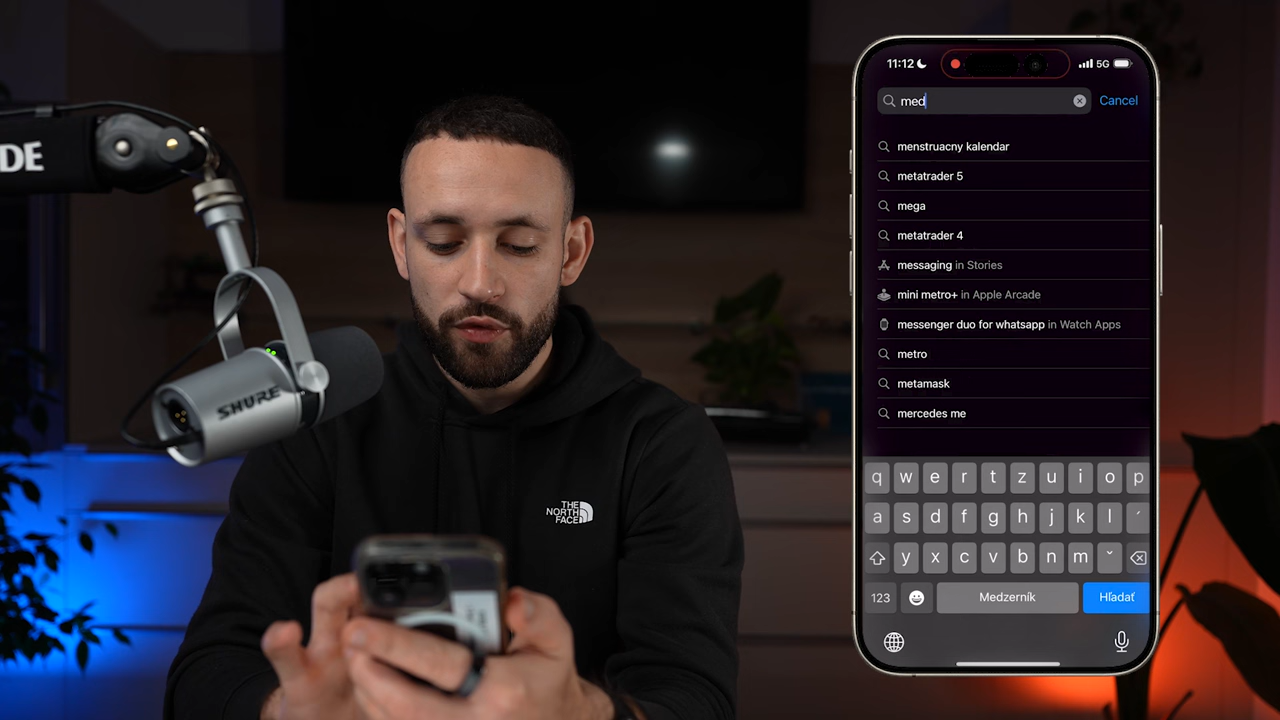 DE
SHURE
THE
NORTH
FACE
11:12
5G
med
Cancel
menstruacny kalendar
metatrader 5
mega
metatrader 4
messaging in Stories
mini metro+ in Apple Arcade
messenger duo for whatsapp in Watch Apps
metro
metamask
mercedes me
q w e r t z u i o p
a s d f g h j k l ´
y x c v b n m ˇ
123
Medzerník
Hľadať